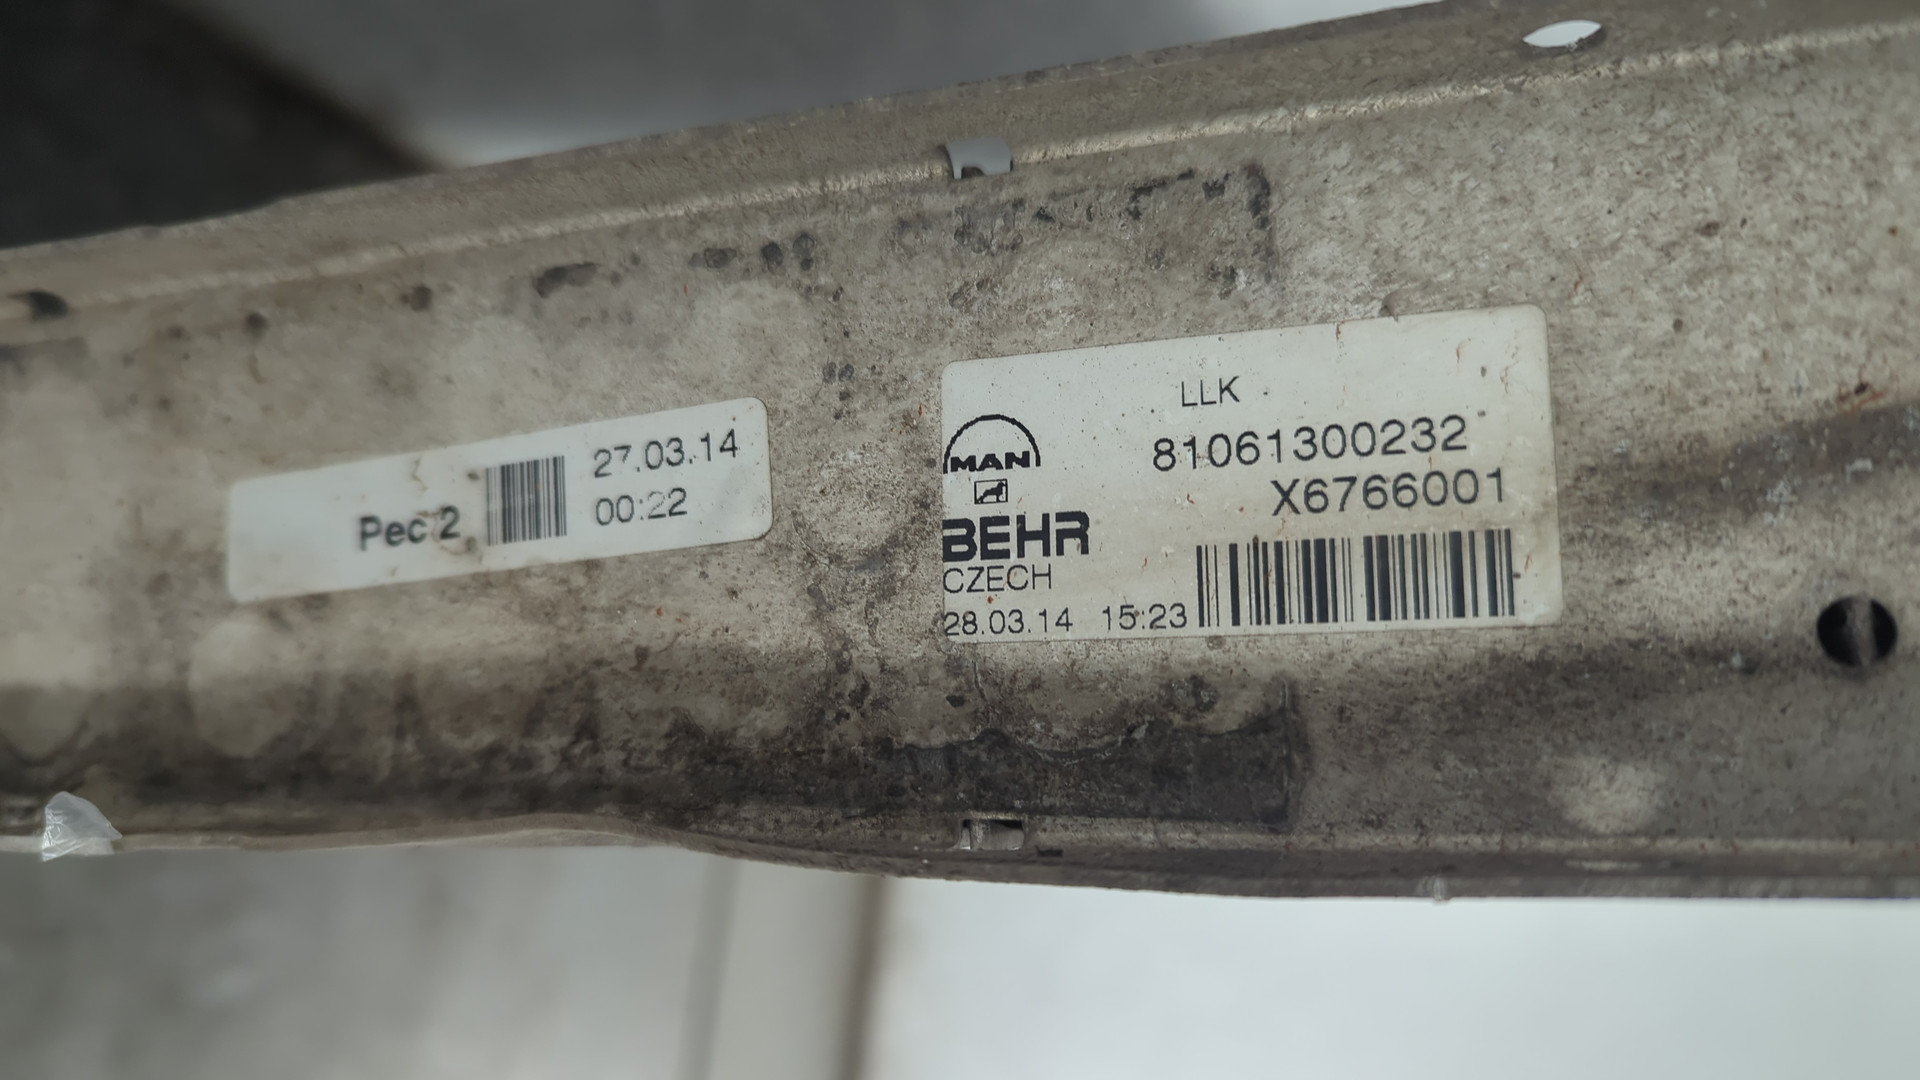 Pec 2
27.03.14
00:22
LLK
81061300232
X6766001
MAN
BEHR
CZECH
28.03.14 15:23